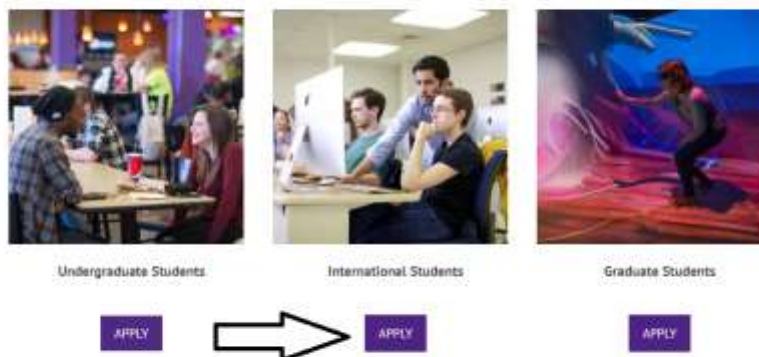 Undergraduate Students
International Students
Graduate Students
APPLY
APPLY
APPLY